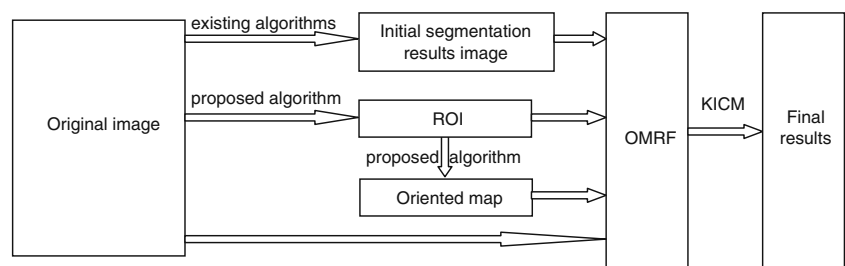 Original image
existing algorithms
Initial segmentation
results image
proposed algorithm
ROI
proposed algorithm
Oriented map
OMRF
KICM
Final
results